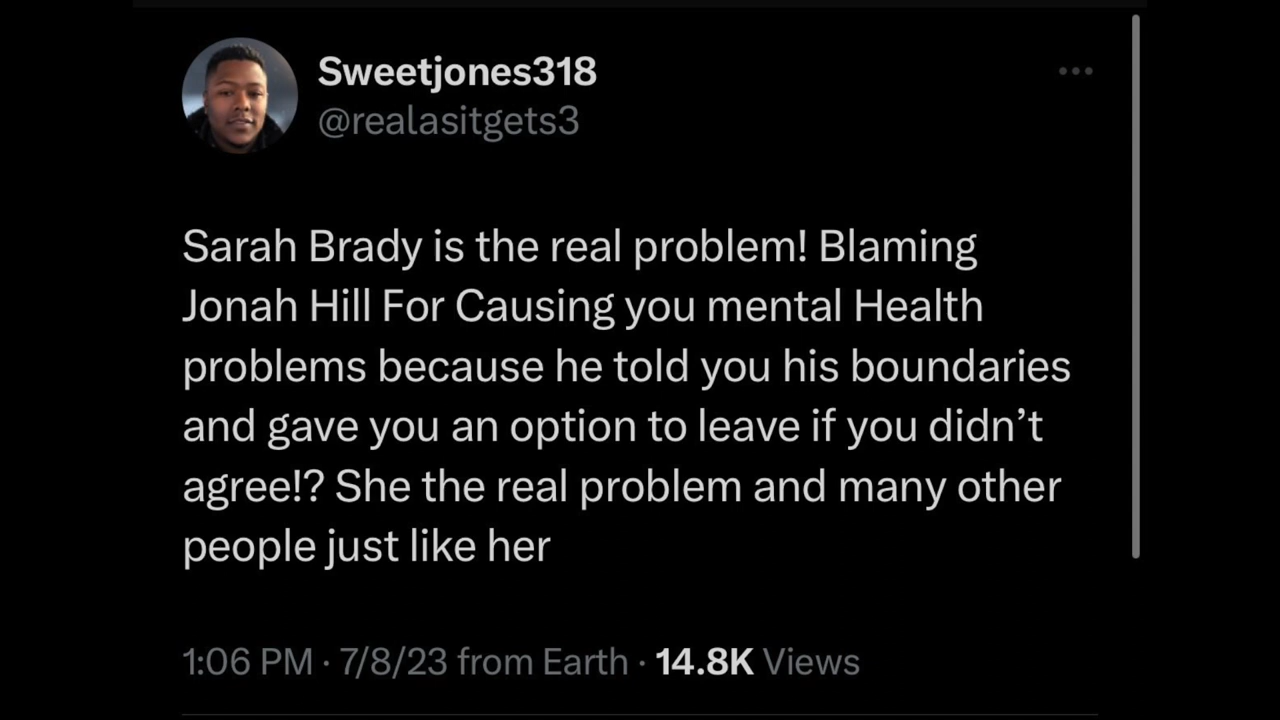 Sweetjones318
@realasitgets3
Sarah Brady is the real problem! Blaming
Jonah Hill For Causing you mental Health
problems because he told you his boundaries
and gave you an option to leave if you didn’t
agree!? She the real problem and many other
people just like her
1:06 PM · 7/8/23 from Earth · 14.8K Views